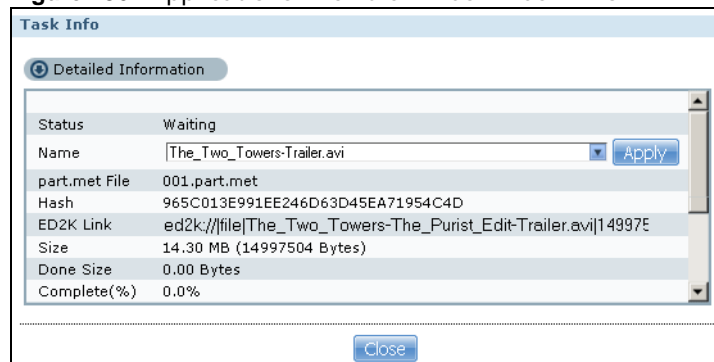 Task Info
Detailed Information
Status Waiting
Name The_Two_Towers-Trailer.avi Apply
part.met File 001.part.met
Hash 965C013E991EE246D63D45EA71954C4D
ED2K Link ed2k://|file|The_Two_Towers-The_Purist_Edit-Trailer.avi|14997
Size 14.30 MB (14997504 Bytes)
Done Size 0.00 Bytes
Complete(%) 0.0%
Close